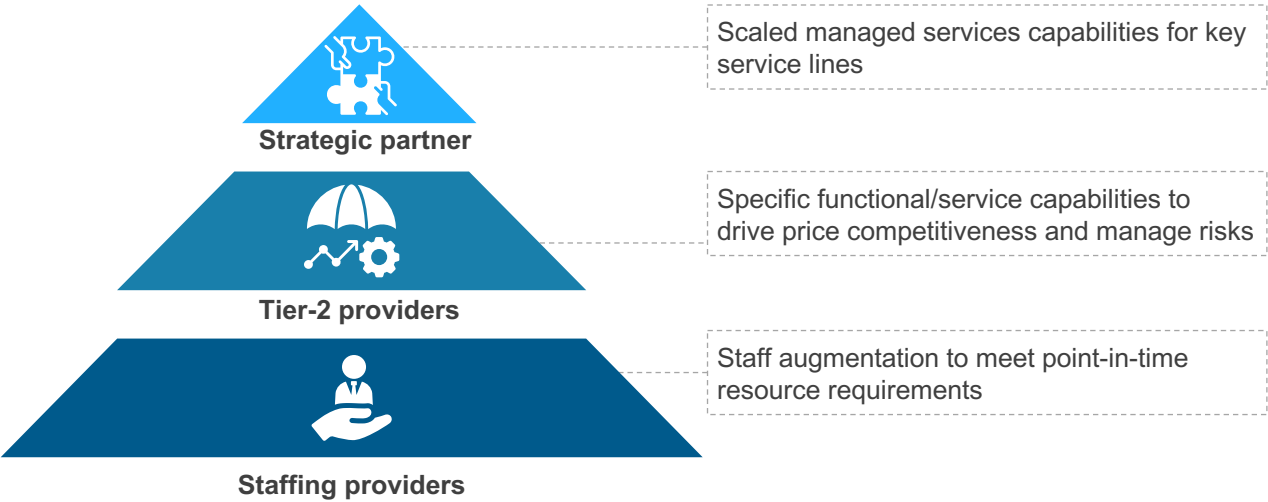 Scaled managed services capabilities for key
service lines
Strategic partner
Specific functional/service capabilities to
drive price competitiveness and manage risks
Tier-2 providers
Staff augmentation to meet point-in-time
resource requirements
Staffing providers